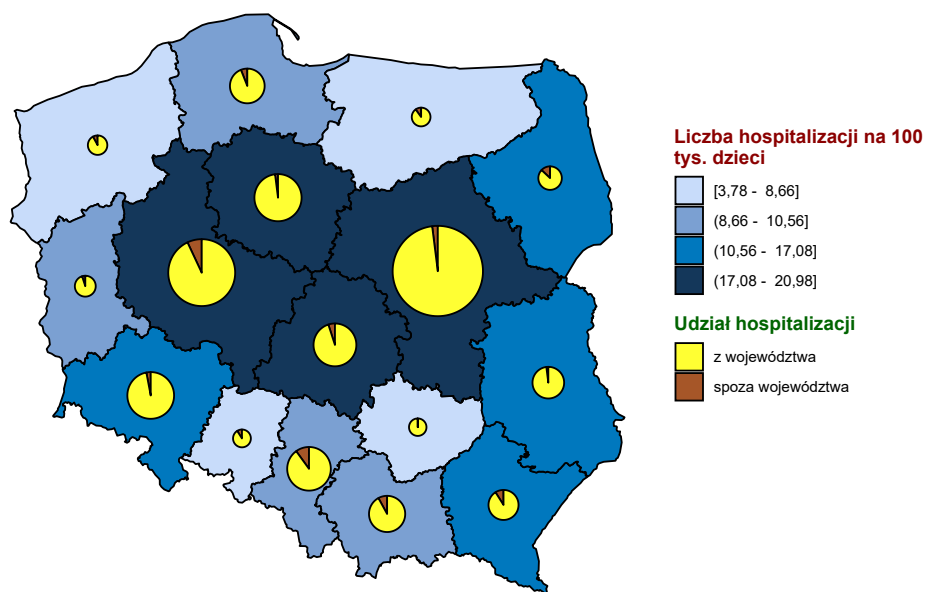 Liczba hospitalizacji na 100
tys. dzieci
[3,78 - 8,66]
(8,66 - 10,56]
(10,56 - 17,08]
(17,08 - 20,98]
Udział hospitalizacji
z województwa
spoza województwa